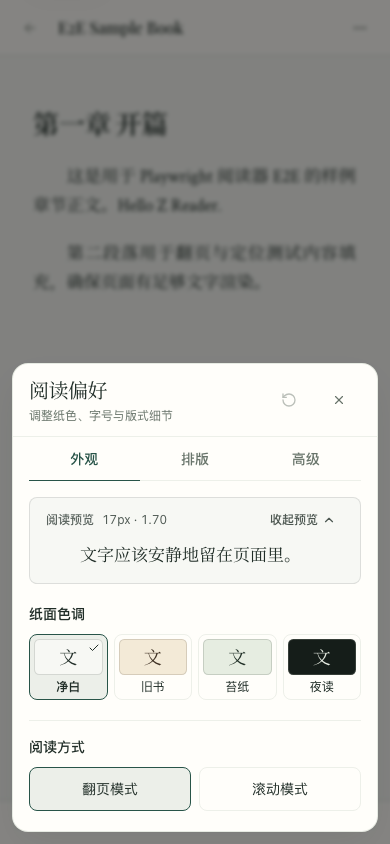 E2E Sample Book
第一章 开篇
这是用于 Playwright 阅读器 E2E 的样例
章节正文。Hello Z Reader.
第二段落用于翻页与定位测试内容填
充，确保页面有足够文字渲染。
阅读偏好
调整纸色、字号与版式细节
外观 排版 高级
阅读预览 17px · 1.70 收起预览
文字应该安静地留在页面里。
纸面色调
文 文 文 文
净白 旧书 苔纸 夜读
阅读方式
翻页模式 滚动模式